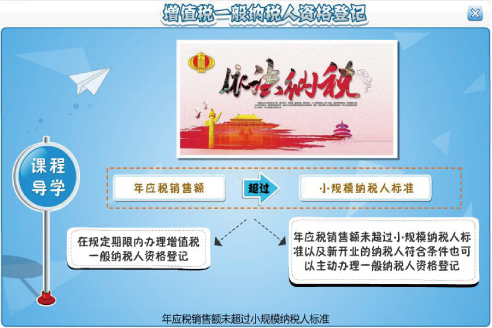 增值税一般纳税人资格登记
依法纳税
课程
导学
年应税销售额
超过
小规模纳税人标准
在规定期限内办理增值税
一般纳税人资格登记
年应税销售额未超过小规模纳税人标
准以及新开业的纳税人符合条件也可
以主动办理一般纳税人资格登记
年应税销售额未超过小规模纳税人标准